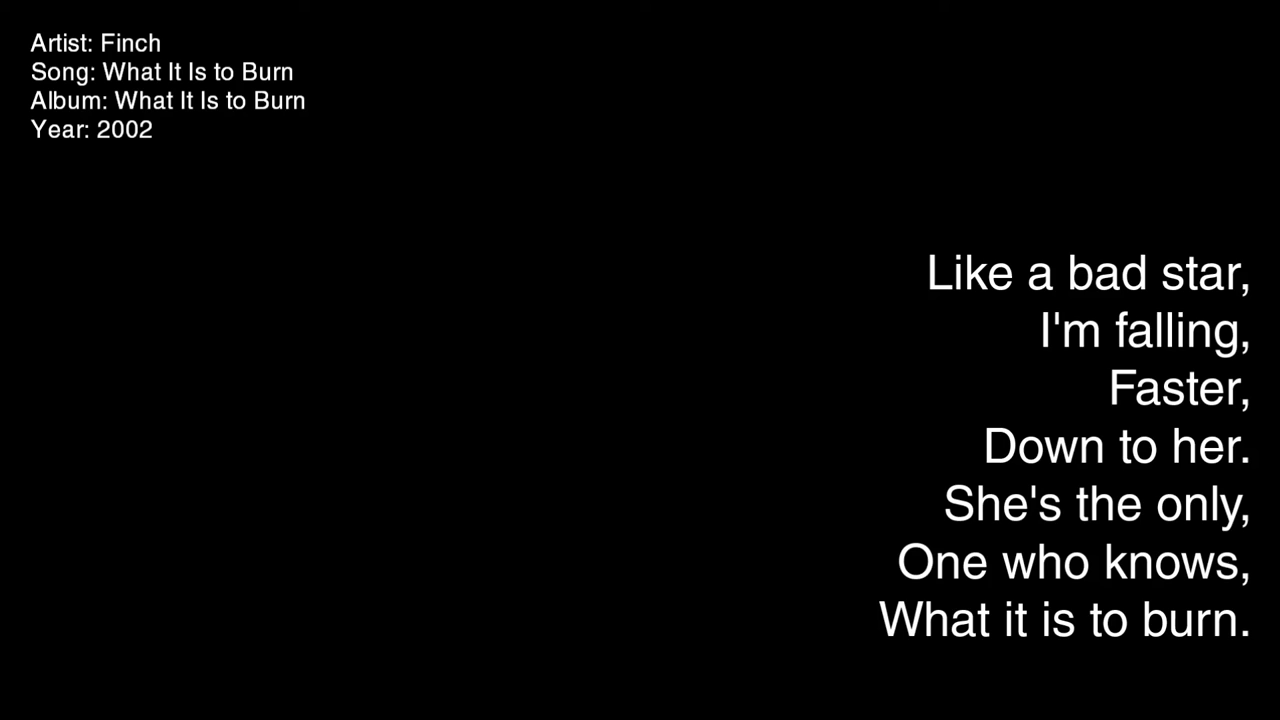 Artist: Finch
Song: What It Is to Burn
Album: What It Is to Burn
Year: 2002
Like a bad star,
I'm falling,
Faster,
Down to her.
She's the only,
One who knows,
What it is to burn.